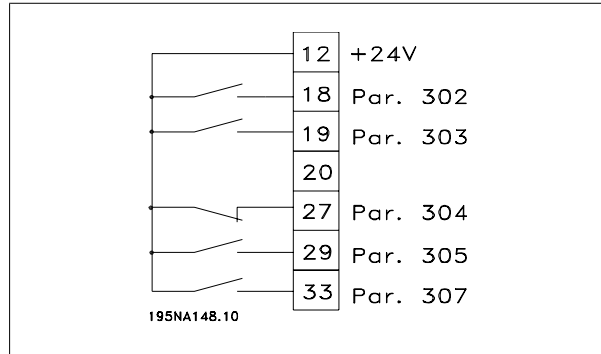 12 +24V
18 Par. 302
19 Par. 303
20
27 Par. 304
29 Par. 305
33 Par. 307
195NA148.10